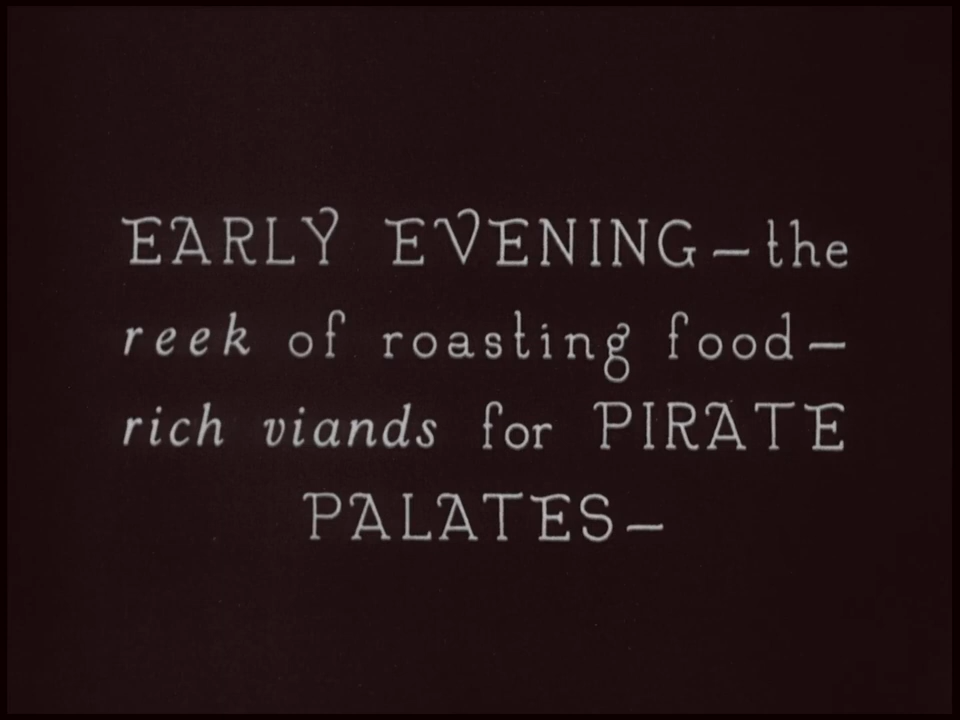 EARLY EVENING — the
reek of roasting food —
rich viands for PIRATE
PALATES —